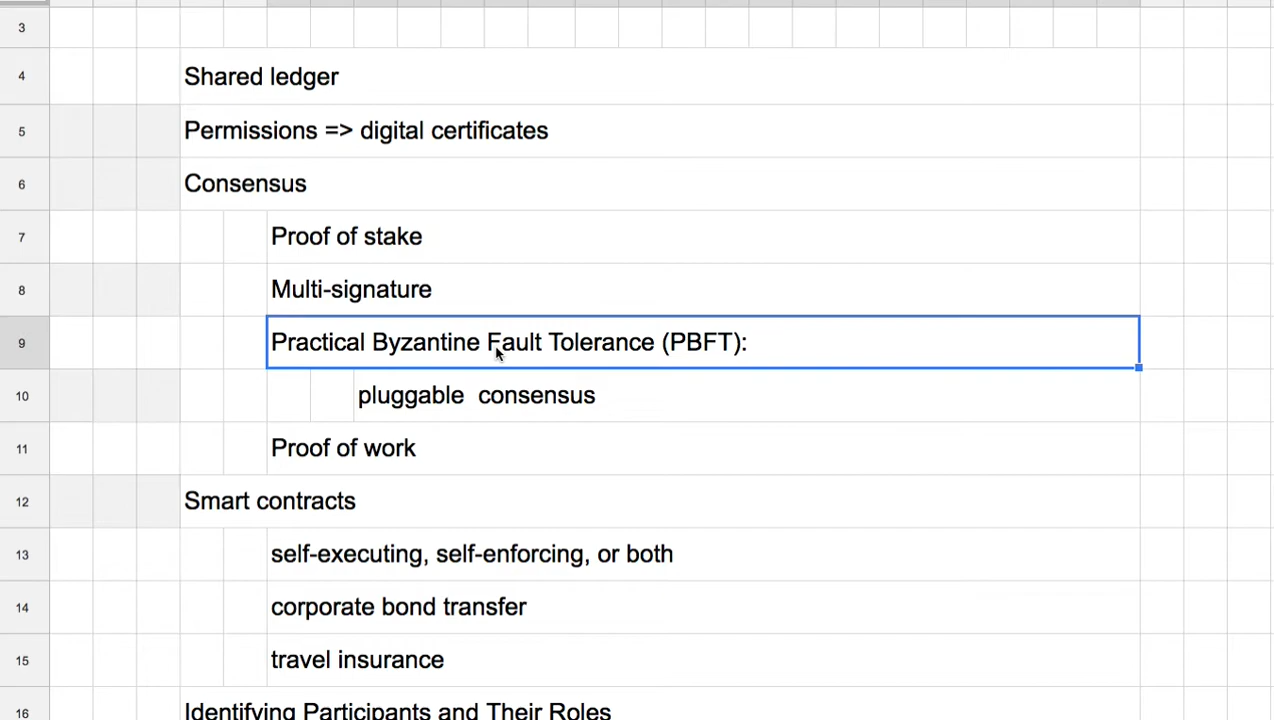 3
4 Shared ledger
5 Permissions => digital certificates
6 Consensus
7 Proof of stake
8 Multi-signature
9 Practical Byzantine Fault Tolerance (PBFT):
10 pluggable  consensus
11 Proof of work
12 Smart contracts
13 self-executing, self-enforcing, or both
14 corporate bond transfer
15 travel insurance
16 Identifying Participants and Their Roles